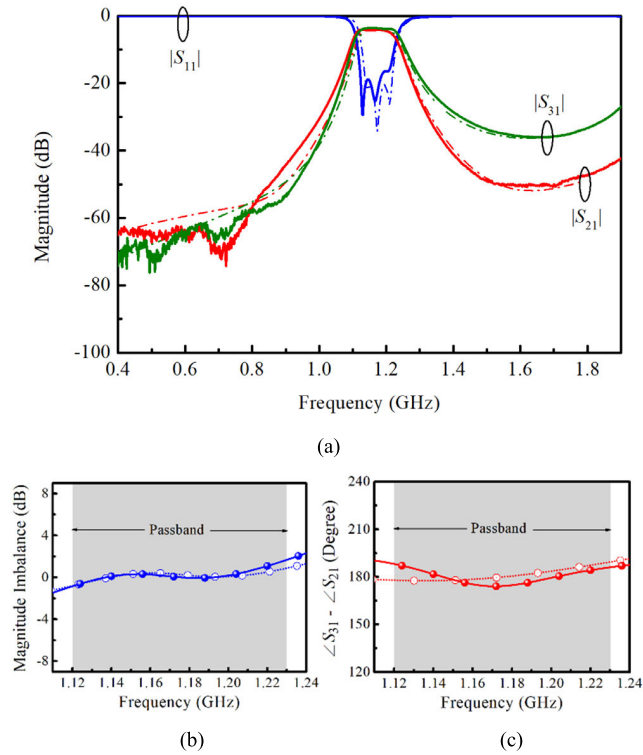 0
-20
-40
-60
-80
-100
Magnitude (dB)
|S11|
|S31|
|S21|
0.4 0.6 0.8 1.0 1.2 1.4 1.6 1.8
Frequency (GHz)
(a)
8
4
0
-4
-8
Magnitude Imbalance (dB)
Passband
1.12 1.14 1.16 1.18 1.20 1.22 1.24
Frequency (GHz)
(b)
240
210
180
150
120
∠S31 - ∠S21 (Degree)
Passband
1.12 1.14 1.16 1.18 1.20 1.22 1.24
Frequency (GHz)
(c)